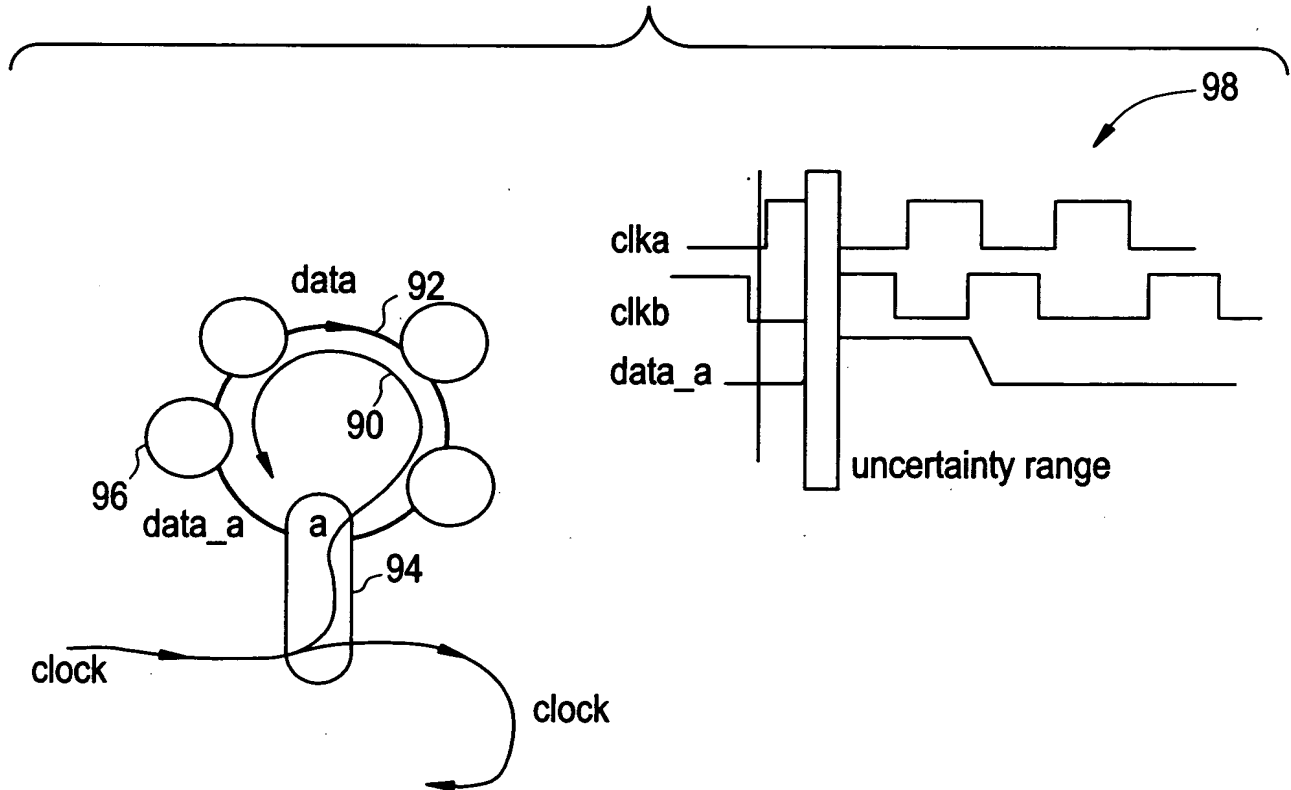 98
clka
data
92
clkb
data_a
90
96
uncertainty range
data_a
a
94
clock
clock